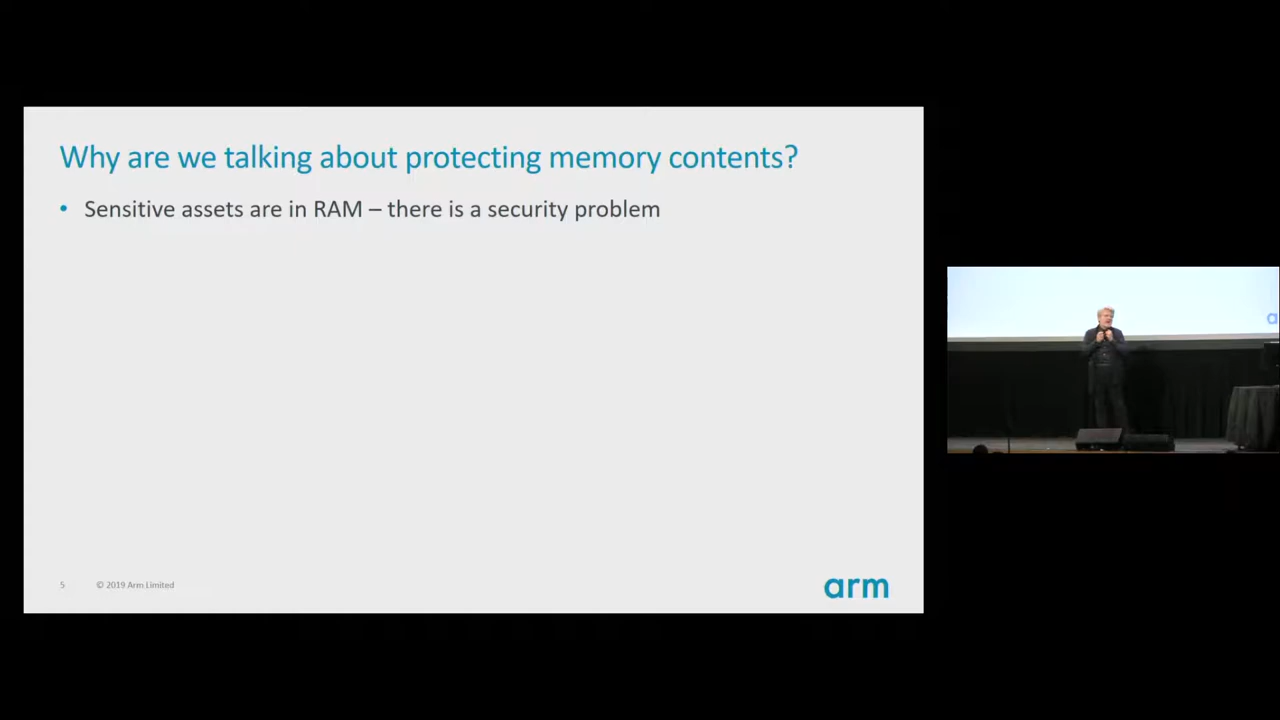 Why are we talking about protecting memory contents?
• Sensitive assets are in RAM – there is a security problem
5 © 2019 Arm Limited
arm
a